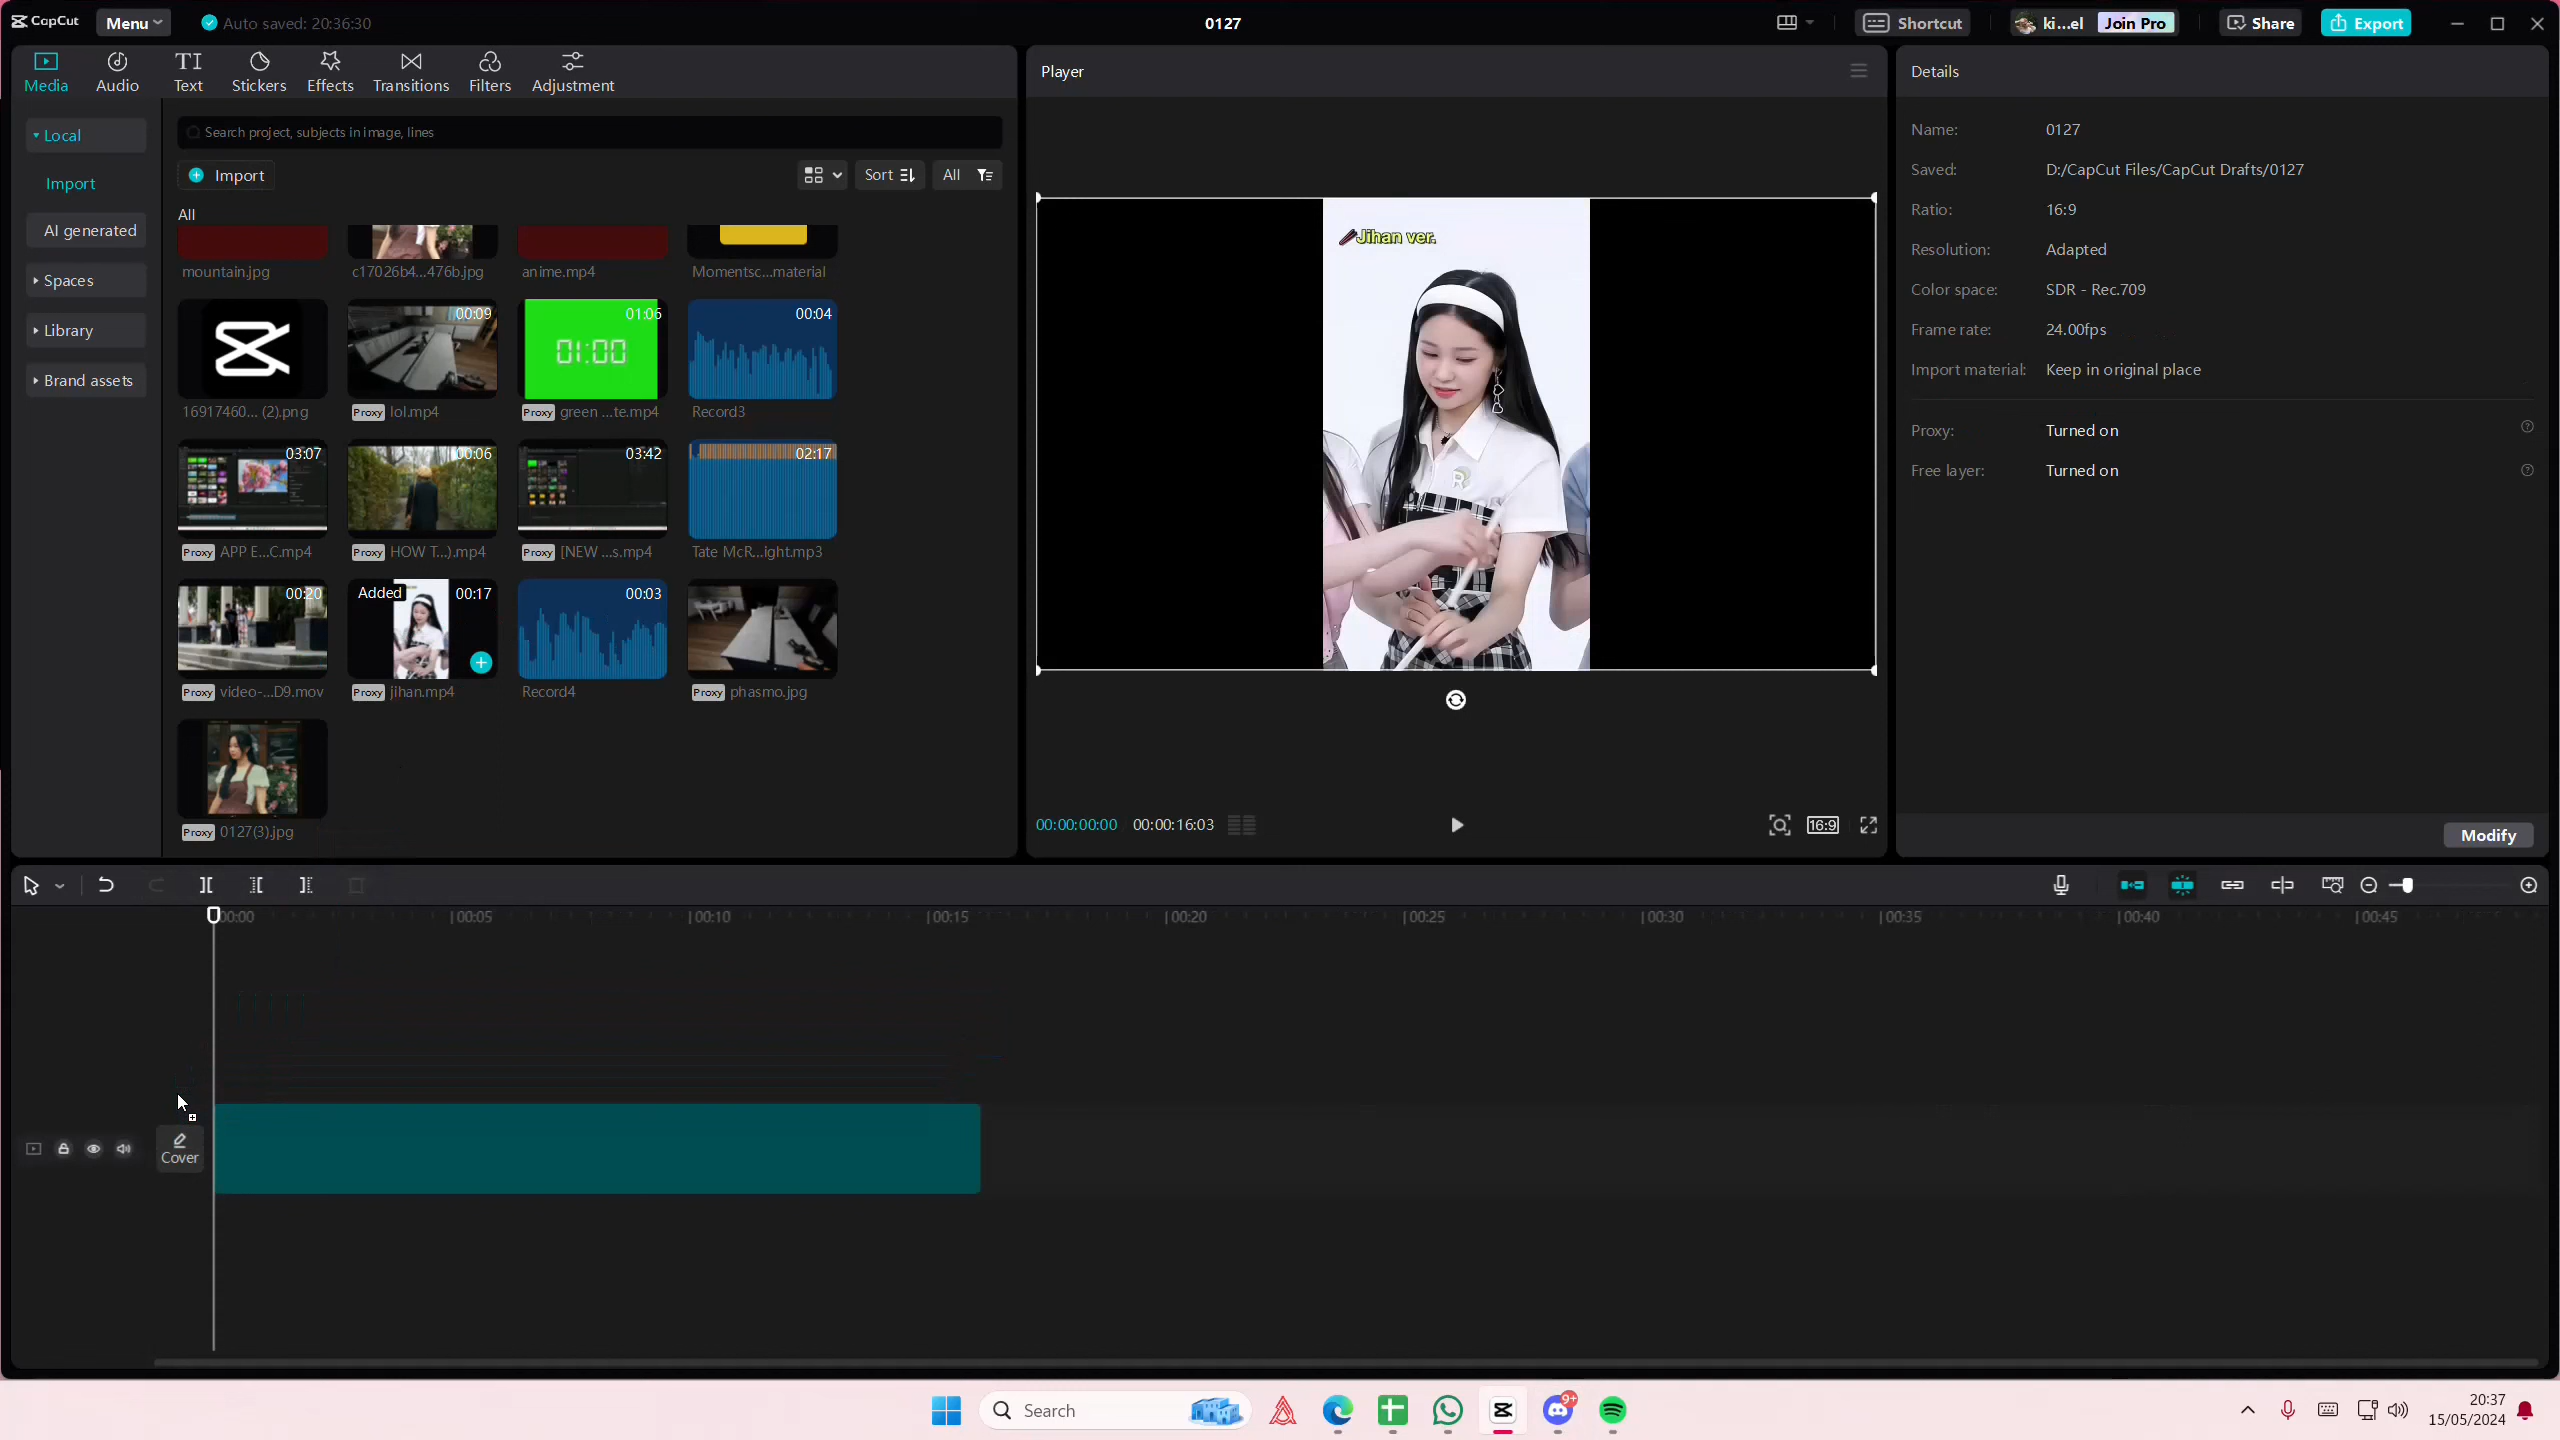 CapCut
Menu
Auto saved: 20:36:30
0127
Shortcut
ki...el
Join Pro
Share
Export
Media
Audio
Text
Stickers
Effects
Transitions
Filters
Adjustment
Local
Import
AI generated
Spaces
Library
Brand assets
Search project, subjects in image, lines
Import
Sort
All
All
mountain.jpg
c17026b4...476b.jpg
anime.mp4
Momentsc...material
00:09
01:06
01:00
00:04
16917460... (2).png
Proxy lol.mp4
Proxy green ...te.mp4
Record3
03:07
00:06
03:42
02:17
Proxy APP E...C.mp4
Proxy HOW T...).mp4
Proxy [NEW ...s.mp4
Tate McR...ight.mp3
00:20
Added 00:17
00:03
Proxy video-...D9.mov
Proxy jihan.mp4
Record4
Proxy phasmo.jpg
Proxy 0127(3).jpg
Player
Jihan ver.
R
00:00:00:00 00:00:16:03
16:9
Details
Name: 0127
Saved: D:/CapCut Files/CapCut Drafts/0127
Ratio: 16:9
Resolution: Adapted
Color space: SDR - Rec.709
Frame rate: 24.00fps
Import material: Keep in original place
Proxy: Turned on
Free layer: Turned on
Modify
00:00 00:05 00:10 00:15 00:20 00:25 00:30 00:35 00:40 00:45
Cover
Search
9+
20:37
15/05/2024